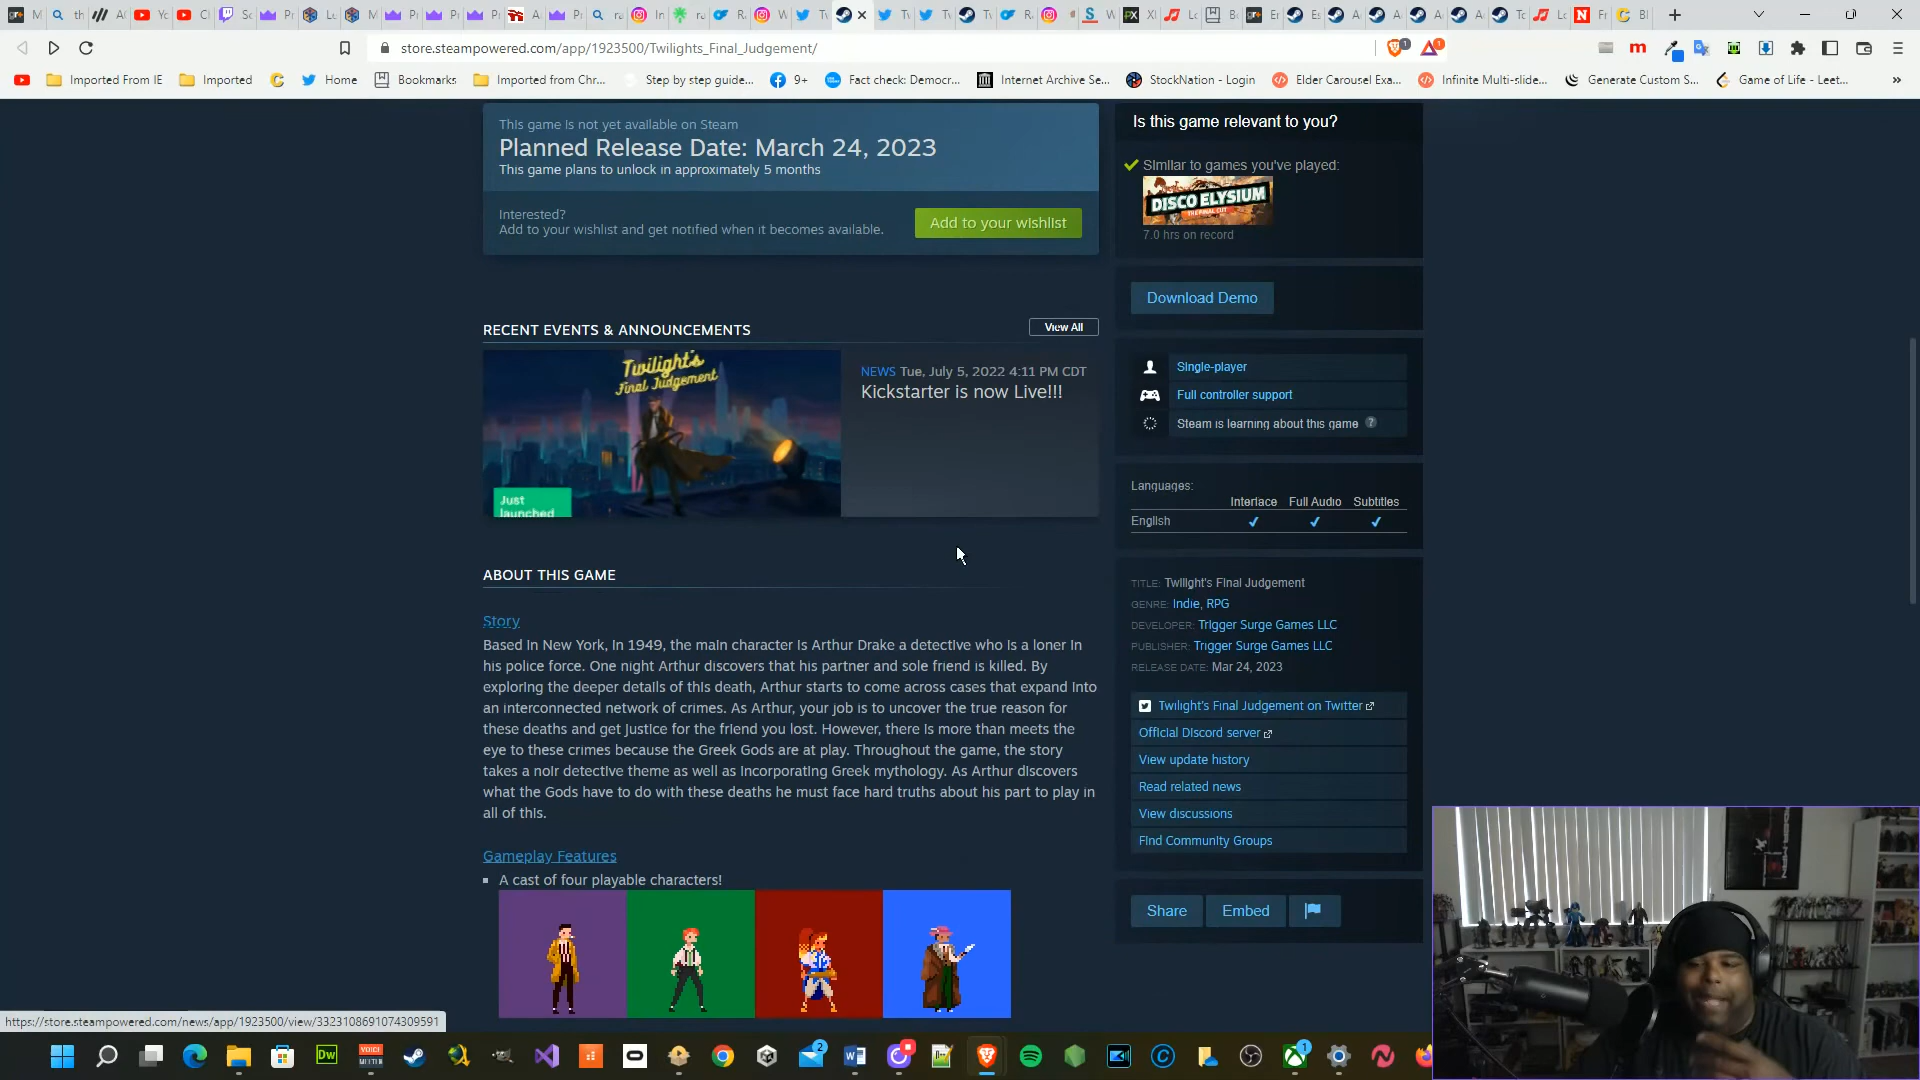 store.steampowered.com/app/1923500/Twilights_Final_Judgement/
Imported From IE
Imported
Home
Bookmarks
Imported from Chr...
Step by step guide...
9+
Fact check: Democr...
Internet Archive Se...
StockNation - Login
Elder Carousel Exa...
Infinite Multi-slide...
Generate Custom S...
Game of Life - Leet...
This game is not yet available on Steam
Planned Release Date: March 24, 2023
This game plans to unlock in approximately 5 months
Interested?
Add to your wishlist and get notified when it becomes available.
Add to your wishlist
RECENT EVENTS & ANNOUNCEMENTS
View All
Twilight's
Final Judgement
Just
launched
NEWS Tue, July 5, 2022 4:11 PM CDT
Kickstarter is now Live!!!
ABOUT THIS GAME
Story
Based in New York, in 1949, the main character is Arthur Drake a detective who is a loner in
his police force. One night Arthur discovers that his partner and sole friend is killed. By
exploring the deeper details of this death, Arthur starts to come across cases that expand into
an interconnected network of crimes. As Arthur, your job is to uncover the true reason for
these deaths and get justice for the friend you lost. However, there is more than meets the
eye to these crimes because the Greek Gods are at play. Throughout the game, the story
takes a noir detective theme as well as incorporating Greek mythology. As Arthur discovers
what the Gods have to do with these deaths he must face hard truths about his part to play in
all of this.
Gameplay Features
A cast of four playable characters!
Is this game relevant to you?
Similar to games you've played:
DISCO ELYSIUM
THE FINAL CUT
7.0 hrs on record
Download Demo
Single-player
Full controller support
Steam is learning about this game ?
Languages:
Interface Full Audio Subtitles
English ✔ ✔ ✔
TITLE: Twilight's Final Judgement
GENRE: Indie, RPG
DEVELOPER: Trigger Surge Games LLC
PUBLISHER: Trigger Surge Games LLC
RELEASE DATE: Mar 24, 2023
Twilight's Final Judgement on Twitter
Official Discord server
View update history
Read related news
View discussions
Find Community Groups
Share
Embed
https://store.steampowered.com/news/app/1923500/view/3323108691074309591